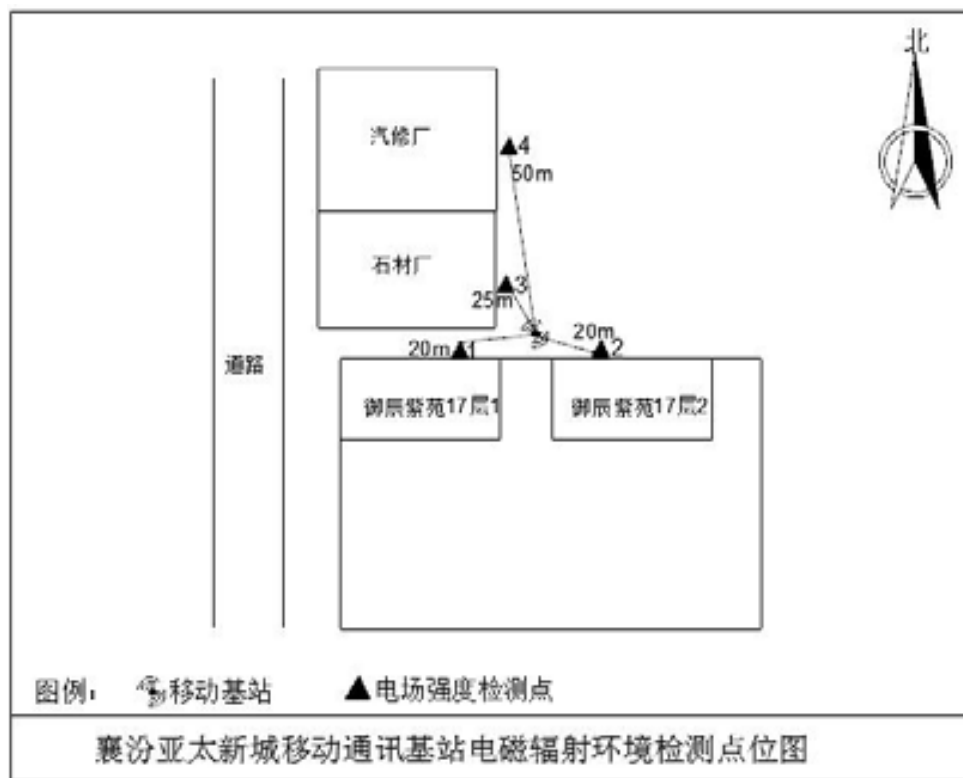 北
汽修厂
4
50m
石材厂
3
25m
20m
1
20m
2
道路
御辰紫苑17层1
御辰紫苑17层2
图例：
移动基站
电场强度检测点
襄汾亚太新城移动通讯基站电磁辐射环境检测点位图